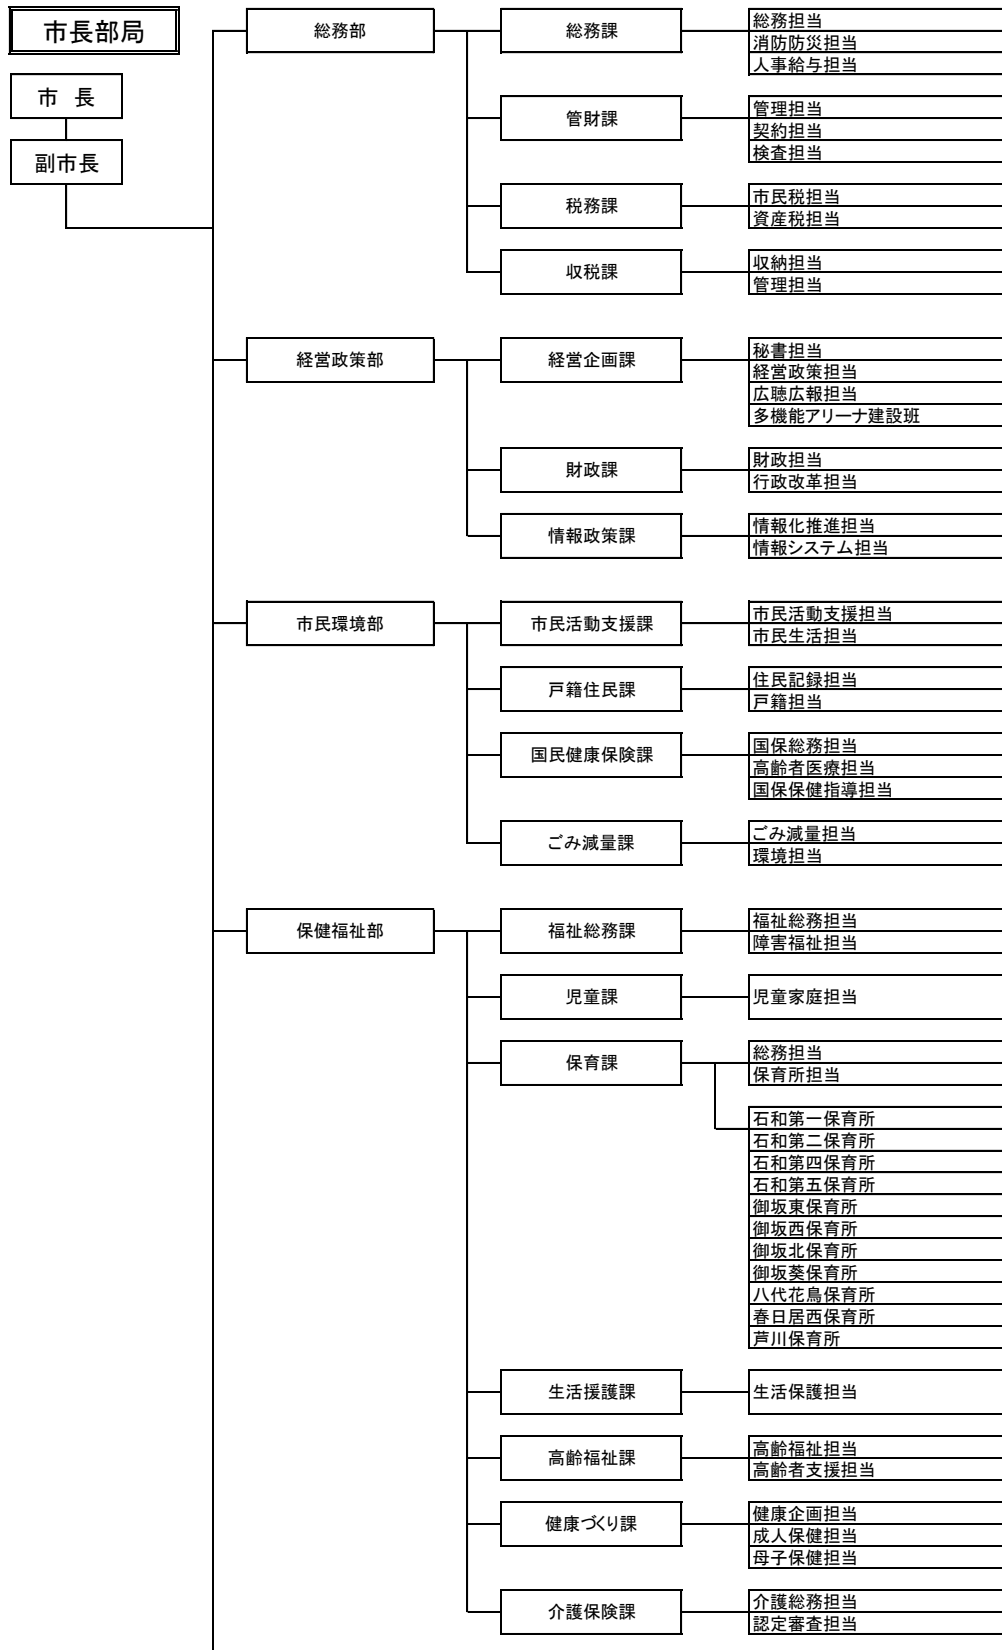 市長部局
市 長
副市長
総務部
総務課
総務担当
消防防災担当
人事給与担当
管財課
管理担当
契約担当
検査担当
税務課
市民税担当
資産税担当
収税課
収納担当
管理担当
経営政策部
経営企画課
秘書担当
経営政策担当
広聴広報担当
多機能アリーナ建設班
財政課
財政担当
行政改革担当
情報政策課
情報化推進担当
情報システム担当
市民環境部
市民活動支援課
市民活動支援担当
市民生活担当
戸籍住民課
住民記録担当
戸籍担当
国民健康保険課
国保総務担当
高齢者医療担当
国保保健指導担当
ごみ減量課
ごみ減量担当
環境担当
保健福祉部
福祉総務課
福祉総務担当
障害福祉担当
児童課
児童家庭担当
保育課
総務担当
保育所担当
石和第一保育所
石和第二保育所
石和第四保育所
石和第五保育所
御坂東保育所
御坂西保育所
御坂北保育所
御坂葵保育所
八代花鳥保育所
春日居西保育所
芦川保育所
生活援護課
生活保護担当
高齢福祉課
高齢福祉担当
高齢者支援担当
健康づくり課
健康企画担当
成人保健担当
母子保健担当
介護保険課
介護総務担当
認定審査担当